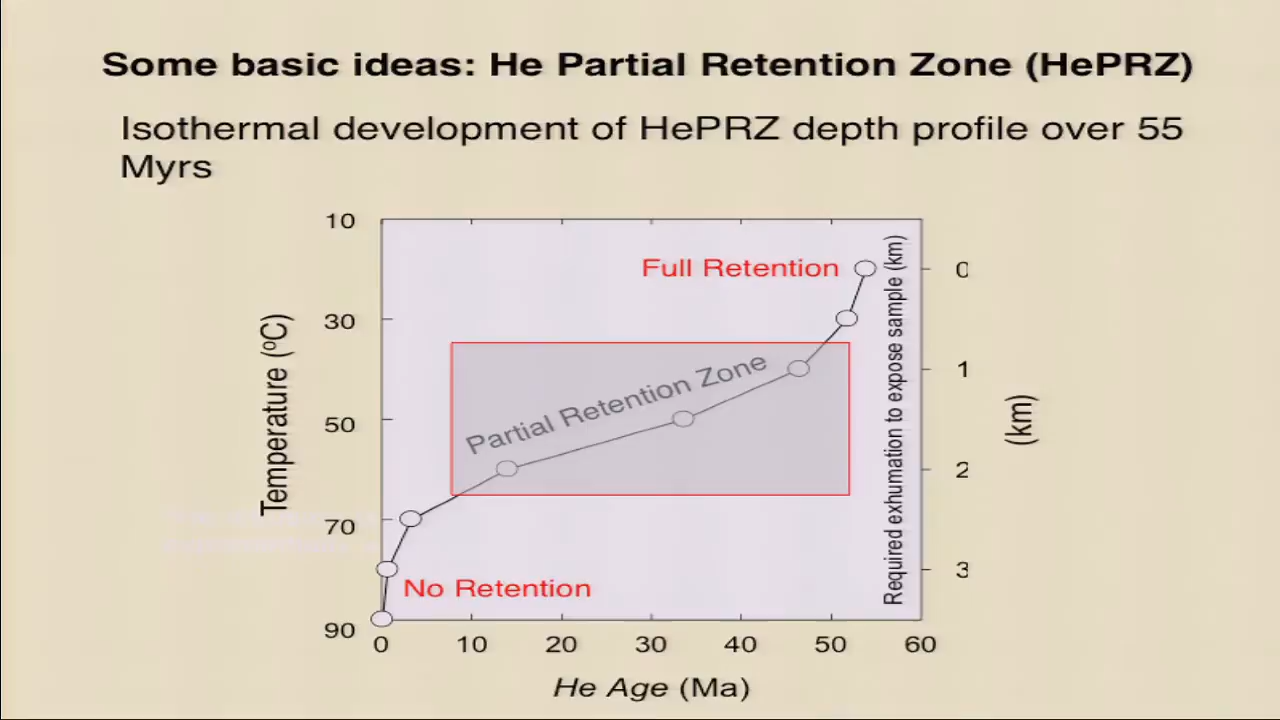 Some basic ideas: He Partial Retention Zone (HePRZ)
Isothermal development of HePRZ depth profile over 55
Myrs
10
30
50
70
90
Temperature (ºC)
Full Retention
Partial Retention Zone
No Retention
Required exhumation to expose sample (km)
0
1
2
3
(km)
0 10 20 30 40 50 60
He Age (Ma)